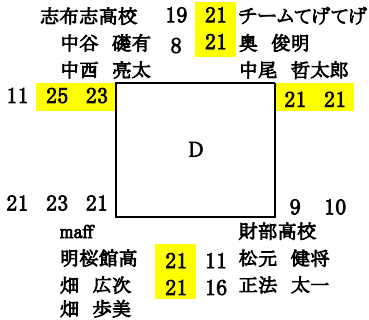 志布志高校 19 21 チームてげてげ
中谷 礎有 8 21 奥 俊明
中西 亮太 中尾 哲太郎
11 25 23 21 21
D
21 23 21 9 10
maff 財部高校
明桜館高 21 11 松元 健将
畑 広次 21 16 正法 太一
畑 歩美